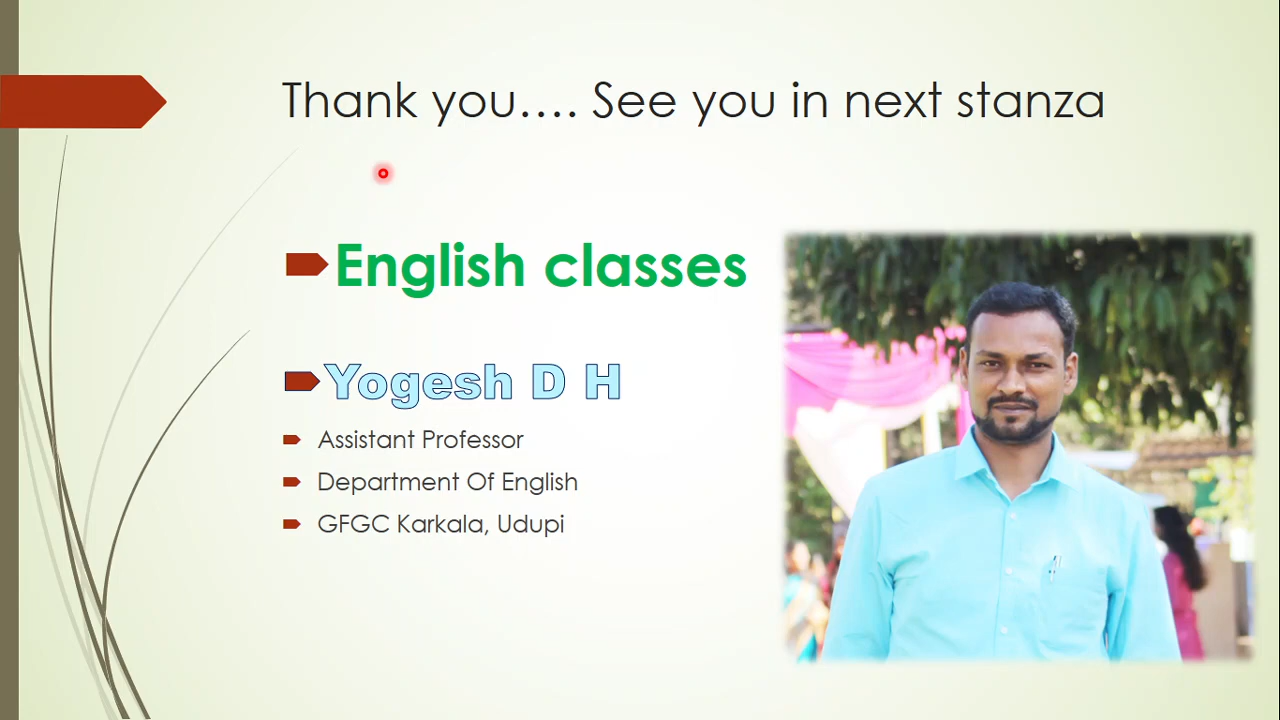 Thank you.... See you in next stanza
English classes
Yogesh D H
Assistant Professor
Department Of English
GFGC Karkala, Udupi